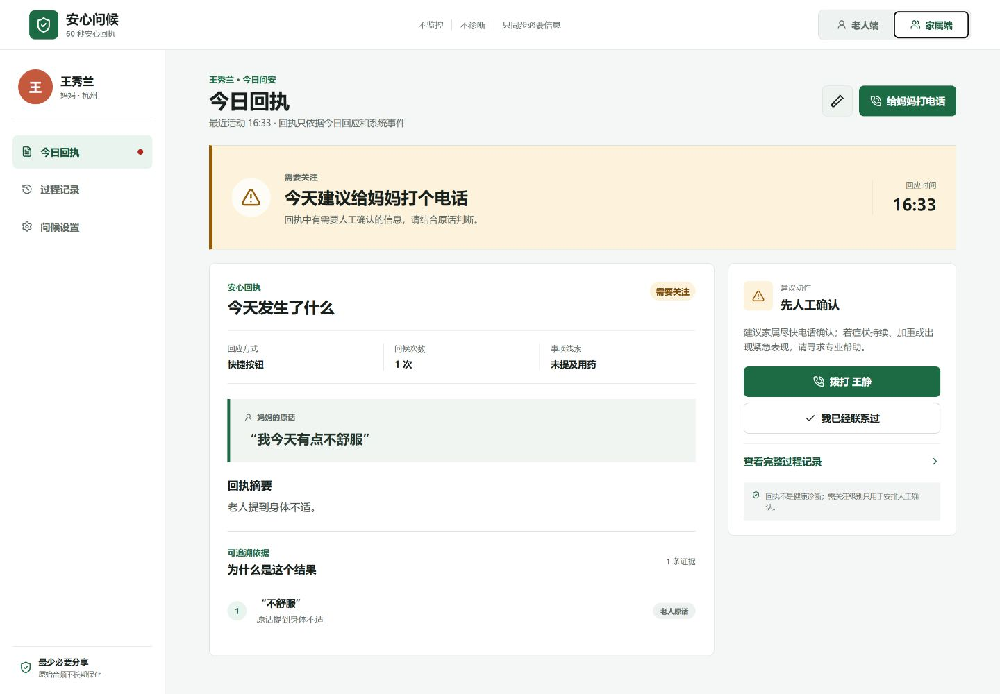 安心问候
60 秒安心回执
不监控
不诊断
只同步必要信息
老人端
家属端
王
王秀兰
妈妈 · 杭州
今日回执
过程记录
问候设置
最少必要分享
原始音频不长期保存
王秀兰 • 今日问安
今日回执
最近活动 16:33 · 回执只依据今日回应和系统事件
给妈妈打电话
需要关注
今天建议给妈妈打个电话
回执中有需要人工确认的信息，请结合原话判断。
回应时间
16:33
安心回执
今天发生了什么
需要关注
回应方式
快捷按钮
问候次数
1 次
事项线索
未提及用药
妈妈的原话
“我今天有点不舒服”
回执摘要
老人提到身体不适。
可追溯依据
为什么是这个结果
1 条证据
1
“不舒服”
原话提到身体不适
老人原话
建议动作
先人工确认
建议家属尽快电话确认；若症状持续、加重或出
现紧急表现，请寻求专业帮助。
拨打 王静
我已经联系过
查看完整过程记录
回执不是健康诊断；需关注级别只用于安排人工确
认。